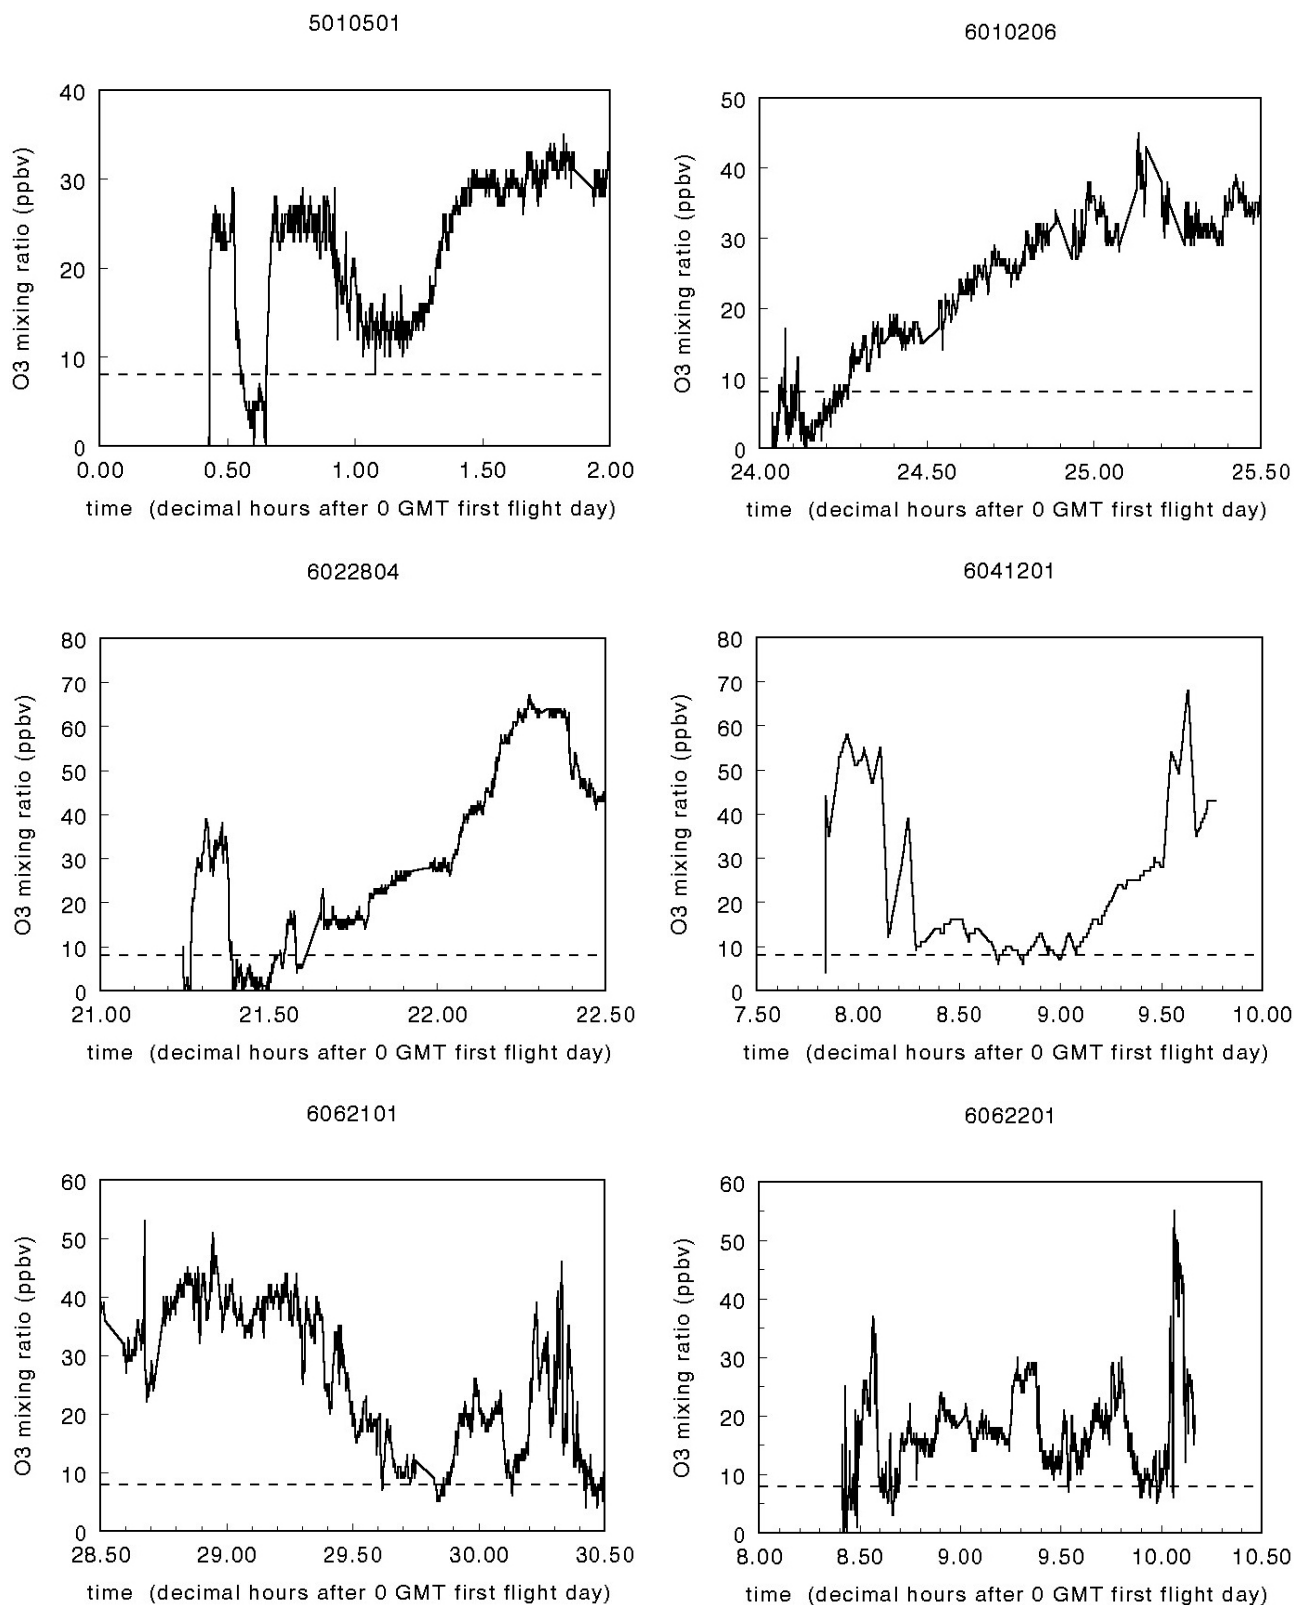 5010501
40
30
20
10
0
O3 mixing ratio (ppbv)
0.00 0.50 1.00 1.50 2.00
time (decimal hours after 0 GMT first flight day)
6010206
50
40
30
20
10
0
O3 mixing ratio (ppbv)
24.00 24.50 25.00 25.50
time (decimal hours after 0 GMT first flight day)
6022804
80
70
60
50
40
30
20
10
0
O3 mixing ratio (ppbv)
21.00 21.50 22.00 22.50
time (decimal hours after 0 GMT first flight day)
6041201
80
70
60
50
40
30
20
10
0
O3 mixing ratio (ppbv)
7.50 8.00 8.50 9.00 9.50 10.00
time (decimal hours after 0 GMT first flight day)
6062101
60
50
40
30
20
10
0
O3 mixing ratio (ppbv)
28.50 29.00 29.50 30.00 30.50
time (decimal hours after 0 GMT first flight day)
6062201
60
50
40
30
20
10
0
O3 mixing ratio (ppbv)
8.00 8.50 9.00 9.50 10.00 10.50
time (decimal hours after 0 GMT first flight day)